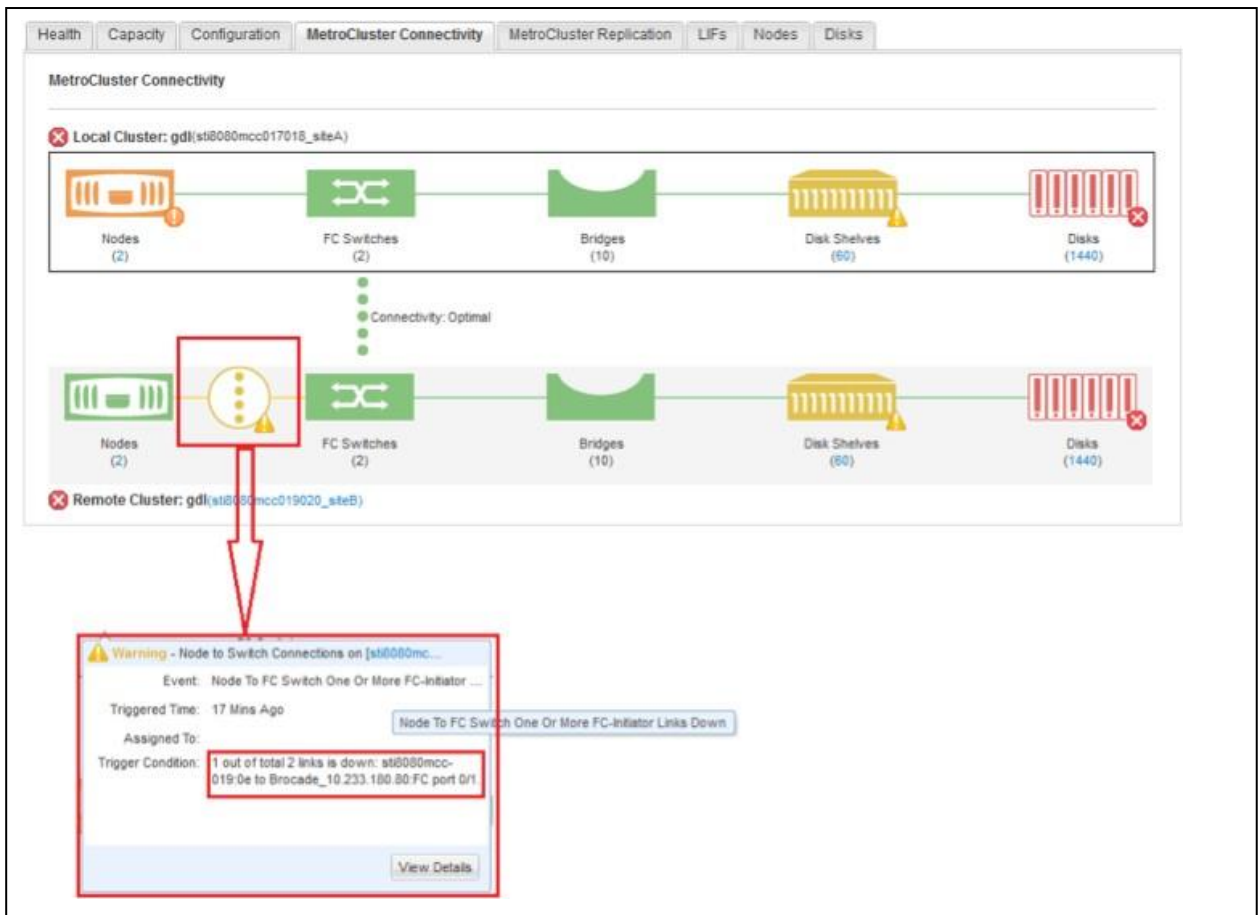 Health Capacity Configuration MetroCluster Connectivity MetroCluster Replication LIFs Nodes Disks
MetroCluster Connectivity
Local Cluster: gdl(sti8080mcc017018_siteA)
Nodes FC Switches Bridges Disk Shelves Disks
(2) (2) (10) (60) (1440)
Connectivity: Optimal
Nodes FC Switches Bridges Disk Shelves Disks
(2) (2) (10) (60) (1440)
Remote Cluster: gdl(sti8080mcc019020_siteB)
Warning - Node to Switch Connections on [sti8080mc...
Event: Node To FC Switch One Or More FC-Initiator ...
Triggered Time: 17 Mins Ago
Node To FC Switch One Or More FC-Initiator Links Down
Assigned To:
Trigger Condition: 1 out of total 2 links is down: sti8080mcc-
019:0e to Brocade_10.233.180.80:FC port 0/1.
View Details